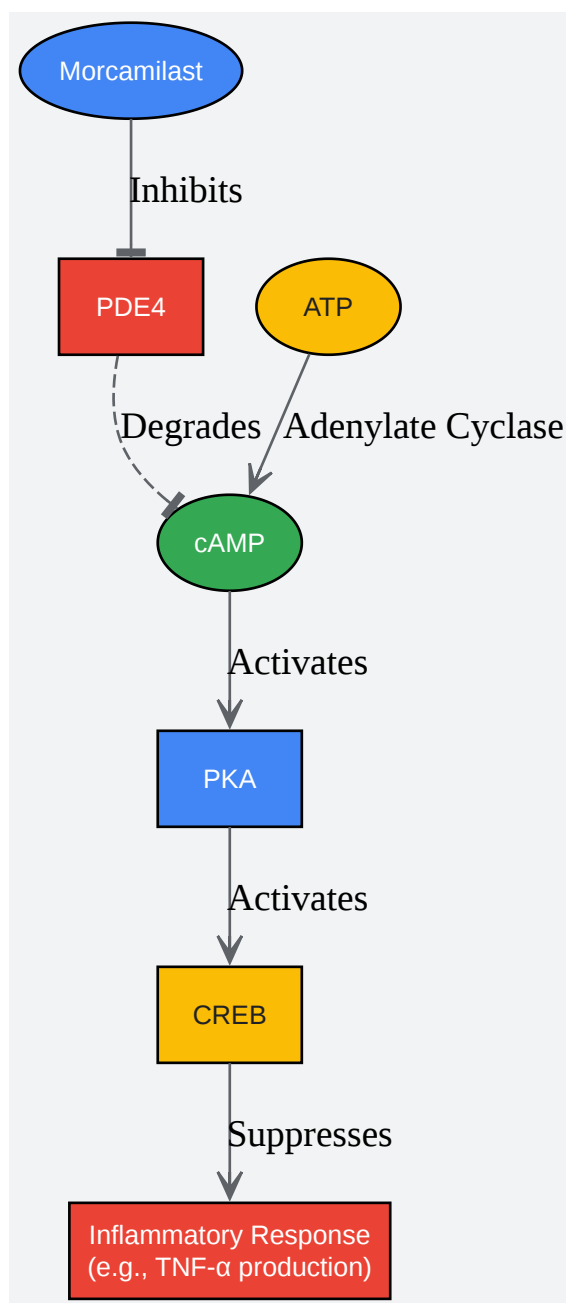 Morcamilast
Inhibits
PDE4
ATP
Degrades
Adenylate Cyclase
cAMP
Activates
PKA
Activates
CREB
Suppresses
Inflammatory Response
(e.g., TNF-α production)